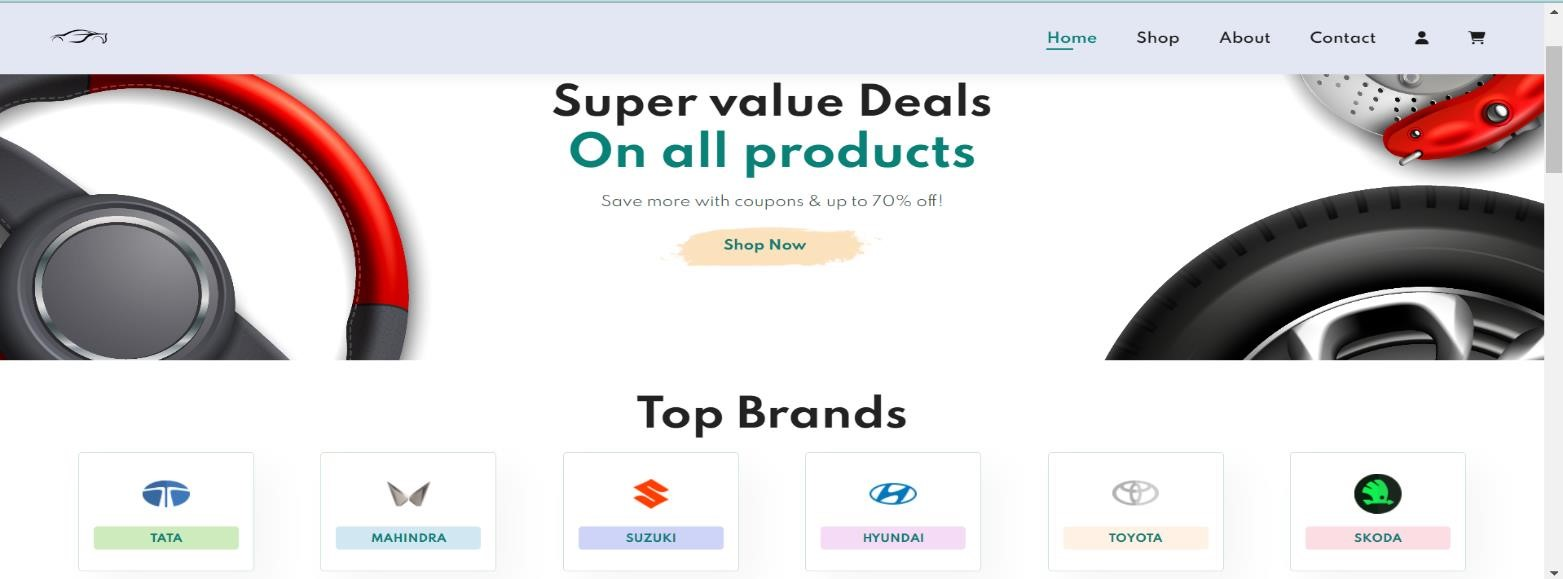 Home Shop About Contact
Super value Deals
On all products
Save more with coupons & up to 70% off!
Shop Now
Top Brands
TATA MAHINDRA SUZUKI HYUNDAI TOYOTA SKODA